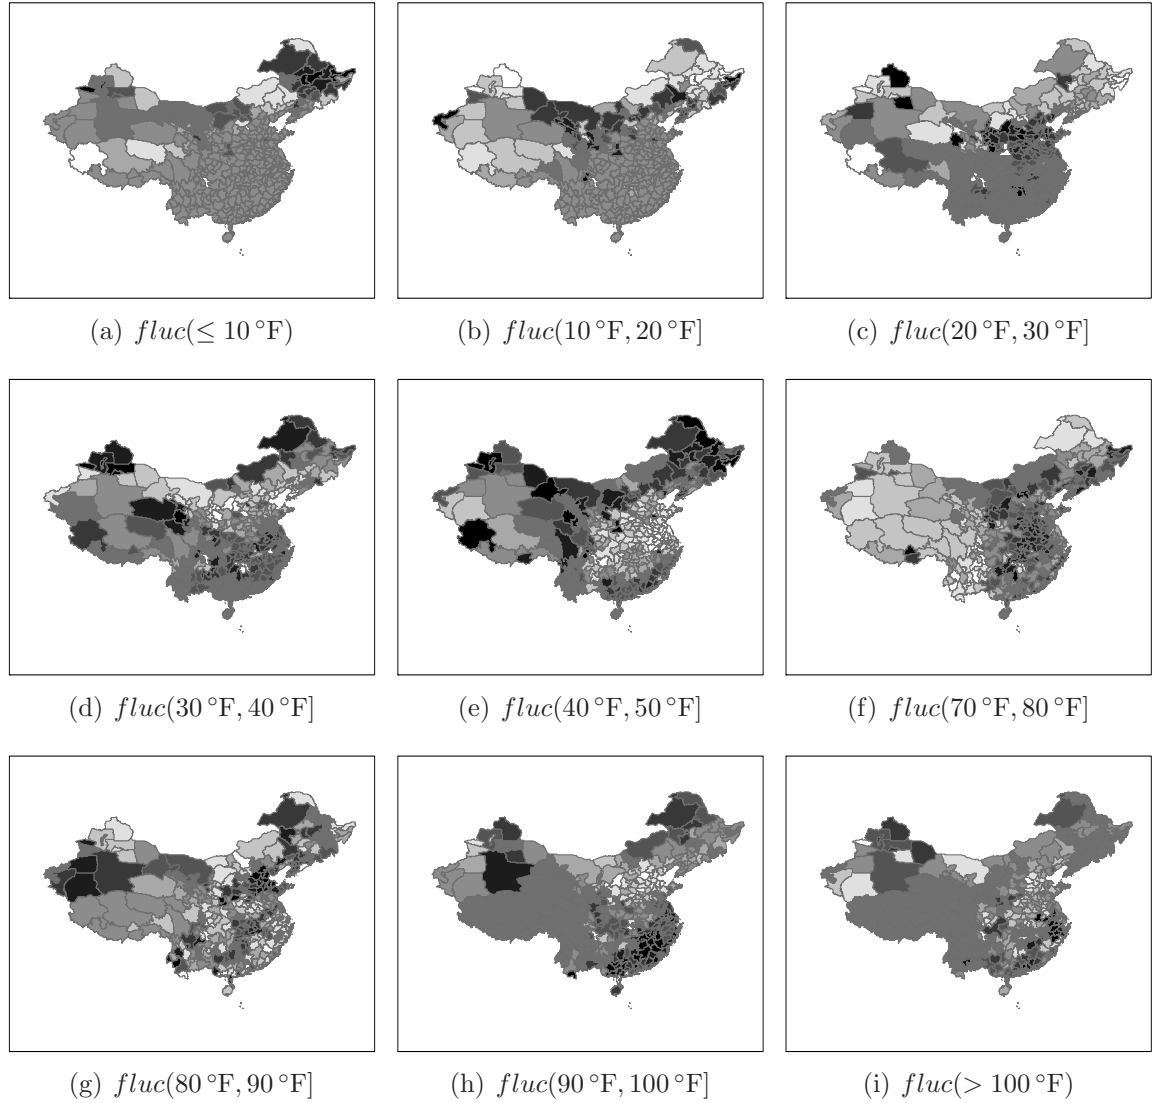 (a) fluc(≤ 10 °F)
(b) fluc(10 °F, 20 °F]
(c) fluc(20 °F, 30 °F]
(d) fluc(30 °F, 40 °F]
(e) fluc(40 °F, 50 °F]
(f) fluc(70 °F, 80 °F]
(g) fluc(80 °F, 90 °F]
(h) fluc(90 °F, 100 °F]
(i) fluc(> 100 °F)